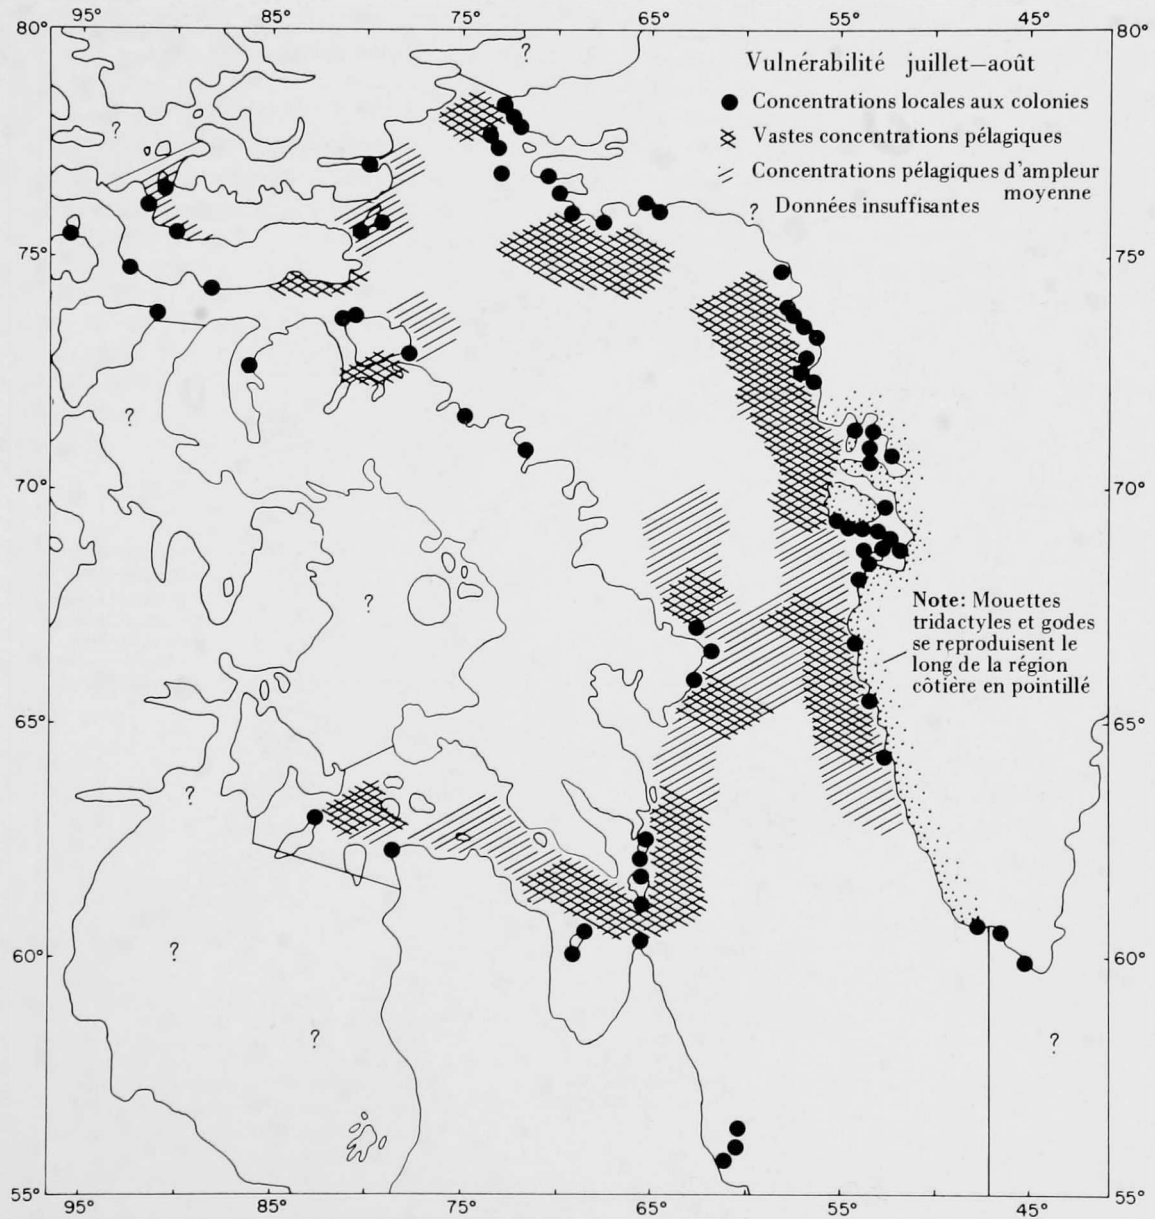 95° 85° 75° 65° 55° 45°
80° 80°
Vulnérabilité juillet–août
Concentrations locales aux colonies
Vastes concentrations pélagiques
Concentrations pélagiques d'ampleur
moyenne
? Données insuffisantes
?
?
75° 75°
?
70° 70°
?
Note: Mouettes
tridactyles et godes
se reproduisent le
long de la région
côtière en pointillé
65° 65°
?
?
60° 60°
?
?
55° 55°
95° 85° 75° 65° 55° 45°